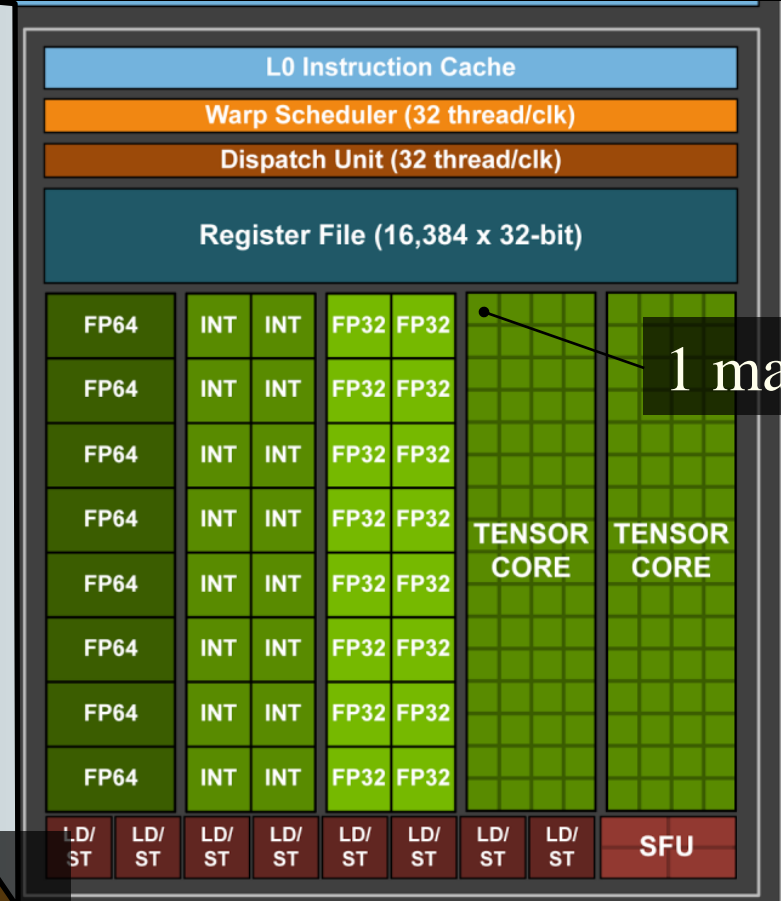 L0 Instruction Cache
Warp Scheduler (32 thread/clk)
Dispatch Unit (32 thread/clk)
Register File (16,384 x 32-bit)
FP64 INT INT FP32 FP32
FP64 INT INT FP32 FP32
FP64 INT INT FP32 FP32
FP64 INT INT FP32 FP32
FP64 INT INT FP32 FP32
FP64 INT INT FP32 FP32
FP64 INT INT FP32 FP32
FP64 INT INT FP32 FP32
TENSOR CORE
TENSOR CORE
1 ma
LD/ LD/ LD/ LD/ LD/ LD/ LD/ LD/
ST ST ST ST ST ST ST ST
SFU